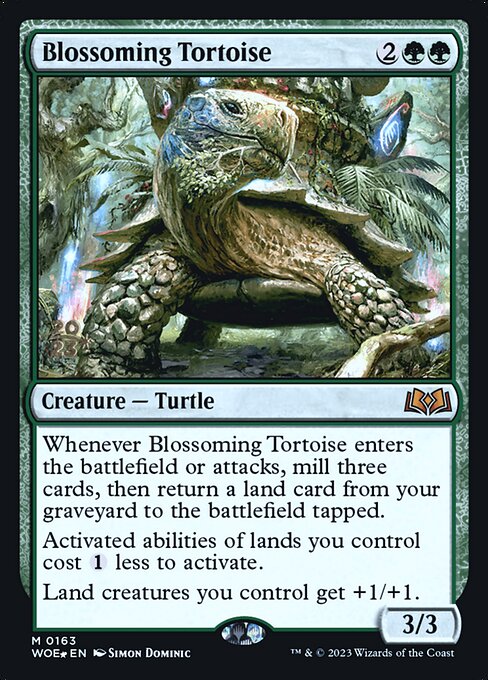 Blossoming Tortoise 2
20
23
Creature — Turtle
Whenever Blossoming Tortoise enters
the battlefield or attacks, mill three
cards, then return a land card from your
graveyard to the battlefield tapped.
Activated abilities of lands you control
cost 1 less to activate.
Land creatures you control get +1/+1.
3/3
M 0163
WOE★EN SIMON DOMINIC
™ & © 2023 Wizards of the Coast